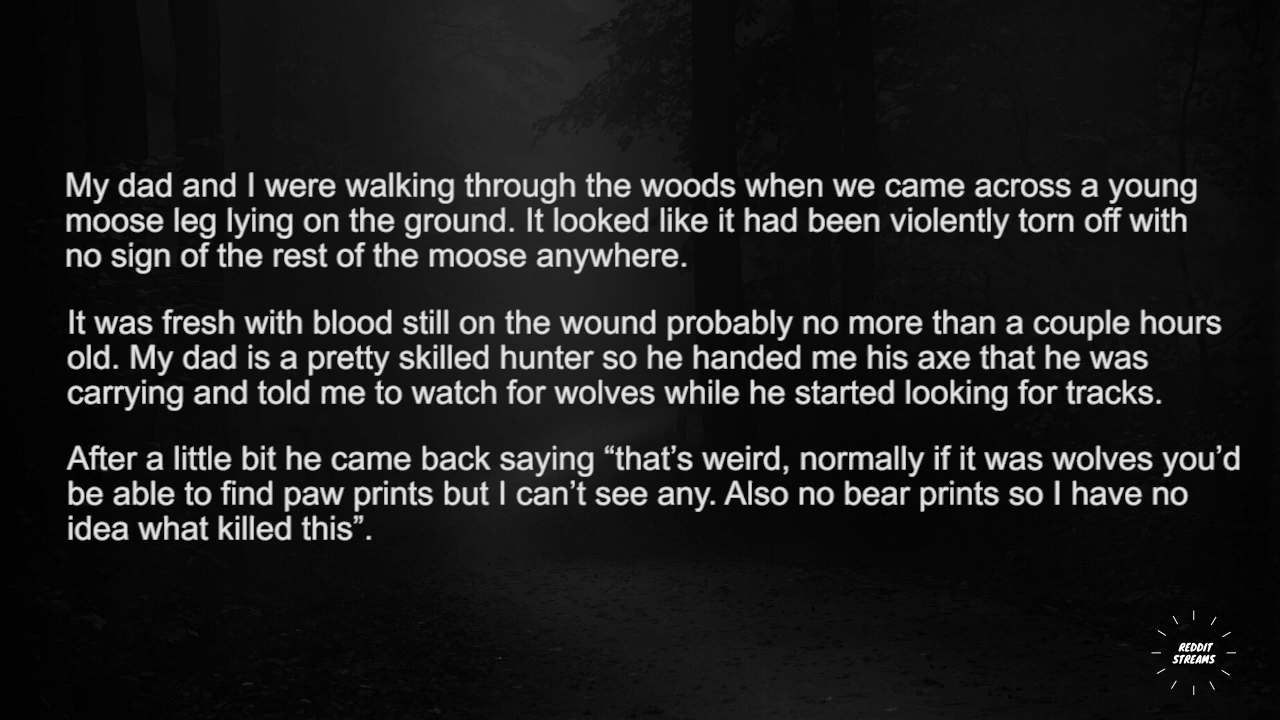 My dad and I were walking through the woods when we came across a young
moose leg lying on the ground. It looked like it had been violently torn off with
no sign of the rest of the moose anywhere.
It was fresh with blood still on the wound probably no more than a couple hours
old. My dad is a pretty skilled hunter so he handed me his axe that he was
carrying and told me to watch for wolves while he started looking for tracks.
After a little bit he came back saying “that’s weird, normally if it was wolves you’d
be able to find paw prints but I can’t see any. Also no bear prints so I have no
idea what killed this”.
REDDIT
STREAMS